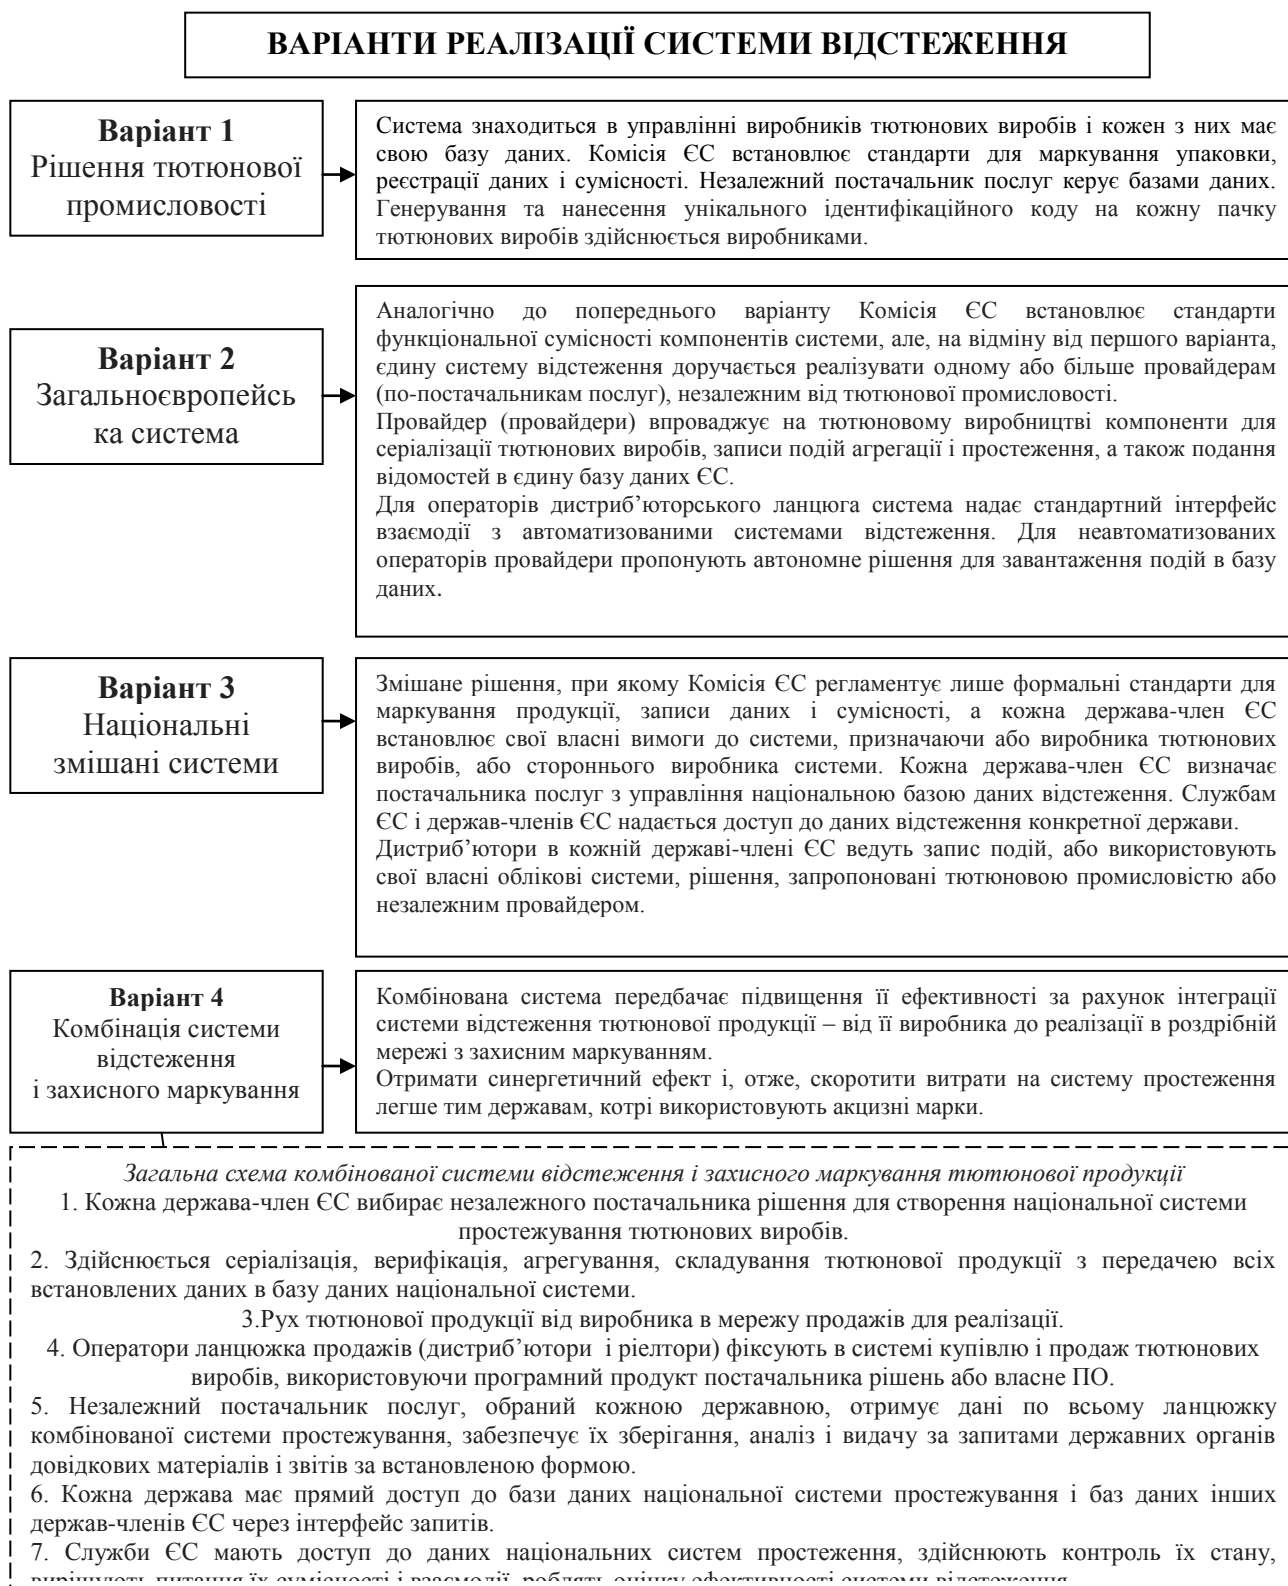 ВАРІАНТИ РЕАЛІЗАЦІЇ СИСТЕМИ ВІДСТЕЖЕННЯ
Варіант 1
Рішення тютюнової
промисловості
Система знаходиться в управлінні виробників тютюнових виробів і кожен з них має
свою базу даних. Комісія ЄС встановлює стандарти для маркування упаковки,
реєстрації даних і сумісності. Незалежний постачальник послуг керує базами даних.
Генерування та нанесення унікального ідентифікаційного коду на кожну пачку
тютюнових виробів здійснюється виробниками.
Варіант 2
Загальноєвропейсь
ка система
Аналогічно до попереднього варіанту Комісія ЄС встановлює стандарти
функціональної сумісності компонентів системи, але, на відміну від першого варіанта,
єдину систему відстеження доручається реалізувати одному або більше провайдерам
(по-постачальникам послуг), незалежним від тютюнової промисловості.
Провайдер (провайдери) впроваджує на тютюновому виробництві компоненти для
серіалізації тютюнових виробів, записи подій агрегації і простеження, а також подання
відомостей в єдину базу даних ЄС.
Для операторів дистриб’юторського ланцюга система надає стандартний інтерфейс
взаємодії з автоматизованими системами відстеження. Для неавтоматизованих
операторів провайдери пропонують автономне рішення для завантаження подій в базу
даних.
Варіант 3
Національні
змішані системи
Змішане рішення, при якому Комісія ЄС регламентує лише формальні стандарти для
маркування продукції, записи даних і сумісності, а кожна держава-член ЄС
встановлює свої власні вимоги до системи, призначаючи або виробника тютюнових
виробів, або стороннього виробника системи. Кожна держава-член ЄС визначає
постачальника послуг з управління національною базою даних відстеження. Службам
ЄС і держав-членів ЄС надається доступ до даних відстеження конкретної держави.
Дистриб’ютори в кожній державі-члені ЄС ведуть запис подій, або використовують
свої власні облікові системи, рішення, запропоновані тютюновою промисловістю або
незалежним провайдером.
Варіант 4
Комбінація системи
відстеження
і захисного маркування
Комбінована система передбачає підвищення її ефективності за рахунок інтеграції
системи відстеження тютюнової продукції – від її виробника до реалізації в роздрібній
мережі з захисним маркуванням.
Отримати синергетичний ефект і, отже, скоротити витрати на систему простеження
легше тим державам, котрі використовують акцизні марки.
Загальна схема комбінованої системи відстеження і захисного маркування тютюнової продукції
1. Кожна держава-член ЄС вибирає незалежного постачальника рішення для створення національної системи
простежування тютюнових виробів.
2. Здійснюється серіалізація, верифікація, агрегування, складування тютюнової продукції з передачею всіх
встановлених даних в базу даних національної системи.
3.Рух тютюнової продукції від виробника в мережу продажів для реалізації.
4. Оператори ланцюжка продажів (дистриб’ютори і ріелтори) фіксують в системі купівлю і продаж тютюнових
виробів, використовуючи програмний продукт постачальника рішень або власне ПО.
5. Незалежний постачальник послуг, обраний кожною державною, отримує дані по всьому ланцюжку
комбінованої системи простежування, забезпечує їх зберігання, аналіз і видачу за запитами державних органів
довідкових матеріалів і звітів за встановленою формою.
6. Кожна держава має прямий доступ до бази даних національної системи простежування і баз даних інших
держав-членів ЄС через інтерфейс запитів.
7. Служби ЄС мають доступ до даних національних систем простеження, здійснюють контроль їх стану,
вирішують питання їх сумісності і взаємодії, роблять оцінку ефективності системи відстеження